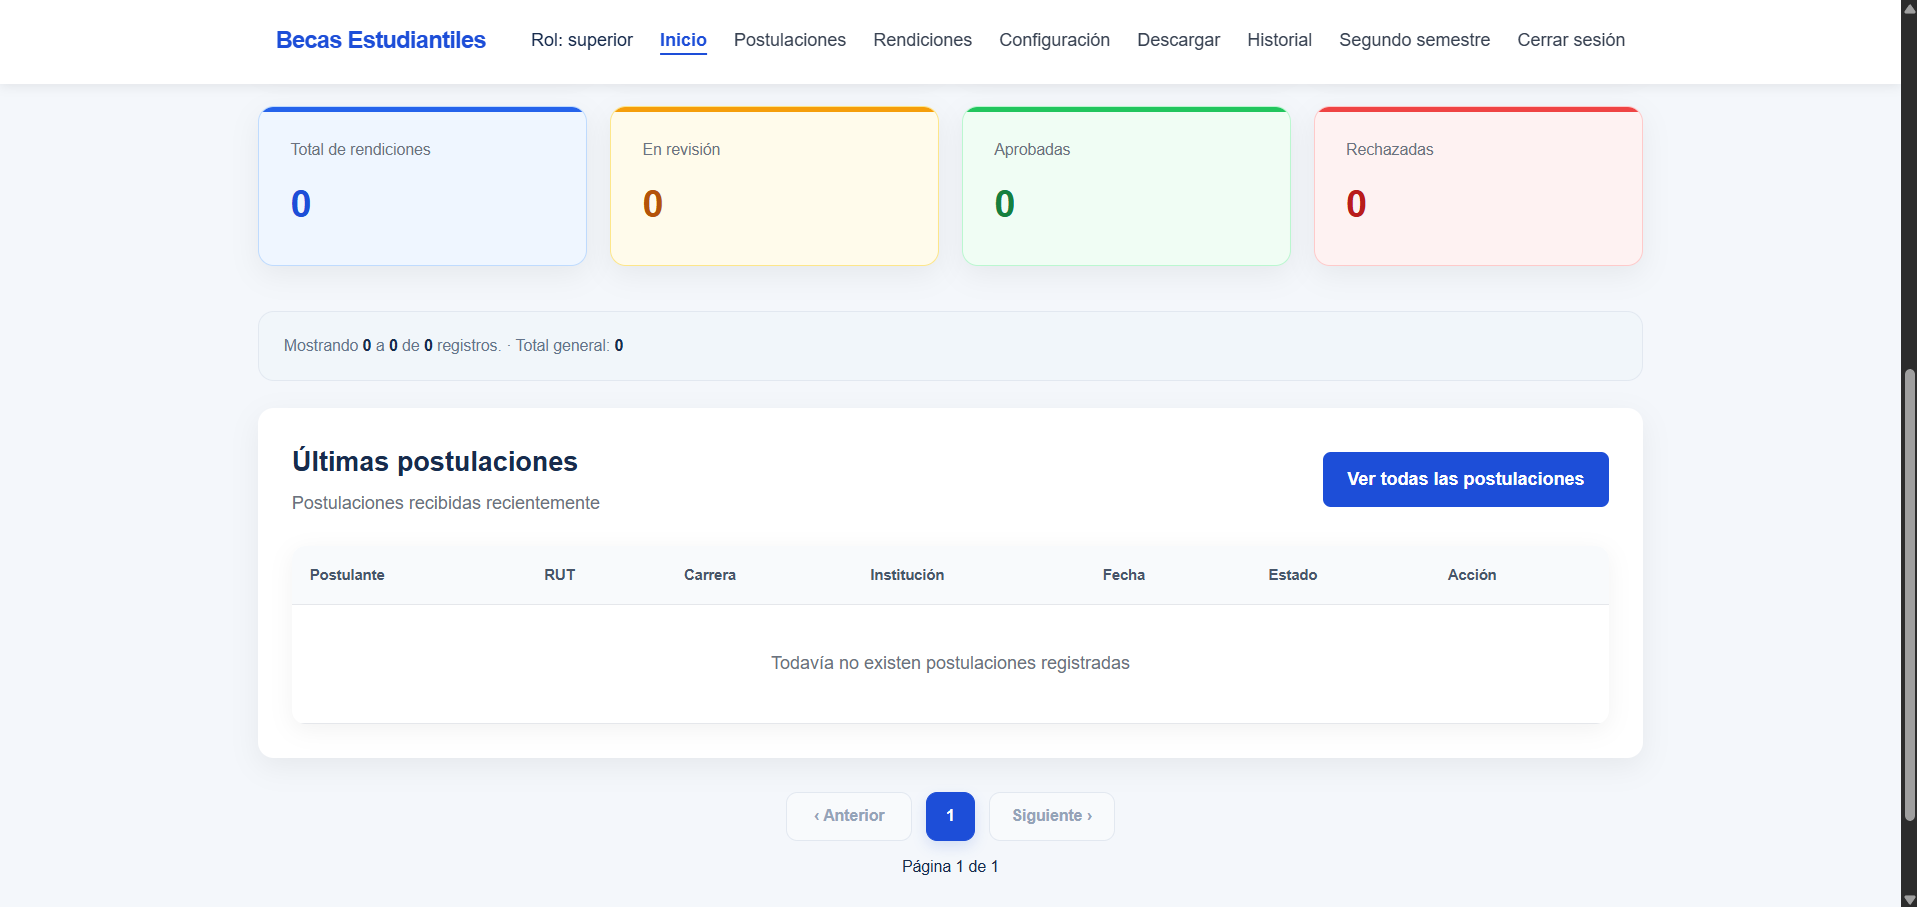 Becas Estudiantiles Rol: superior Inicio Postulaciones Rendiciones Configuración Descargar Historial Segundo semestre Cerrar sesión
Total de rendiciones En revisión Aprobadas Rechazadas
0 0 0 0
Mostrando 0 a 0 de 0 registros. · Total general: 0
Últimas postulaciones
Ver todas las postulaciones
Postulaciones recibidas recientemente
Postulante RUT Carrera Institución Fecha Estado Acción
Todavía no existen postulaciones registradas
‹ Anterior 1 Siguiente ›
Página 1 de 1